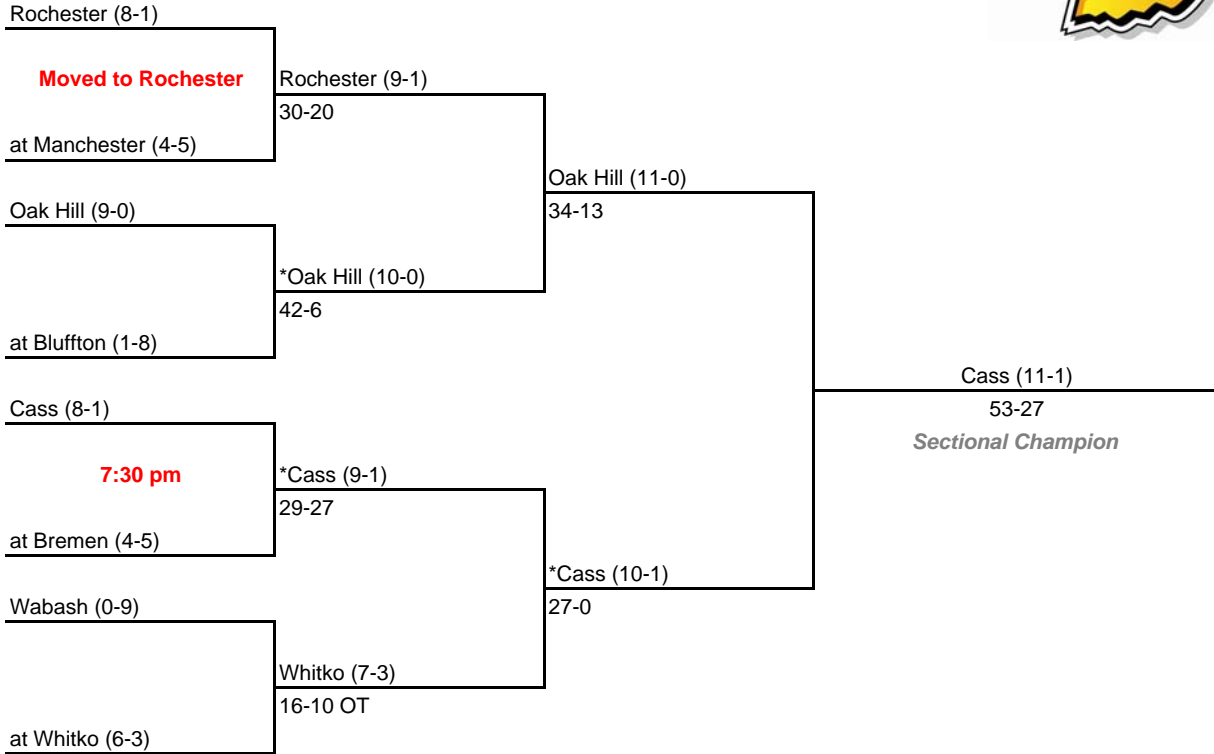 Rochester (8-1)
Moved to Rochester
at Manchester (4-5)
Rochester (9-1)
30-20
Oak Hill (9-0)
at Bluffton (1-8)
*Oak Hill (10-0)
42-6
Oak Hill (11-0)
34-13
Cass (8-1)
7:30 pm
at Bremen (4-5)
*Cass (9-1)
29-27
Wabash (0-9)
at Whitko (6-3)
Whitko (7-3)
16-10 OT
*Cass (10-1)
27-0
Cass (11-1)
53-27
Sectional Champion